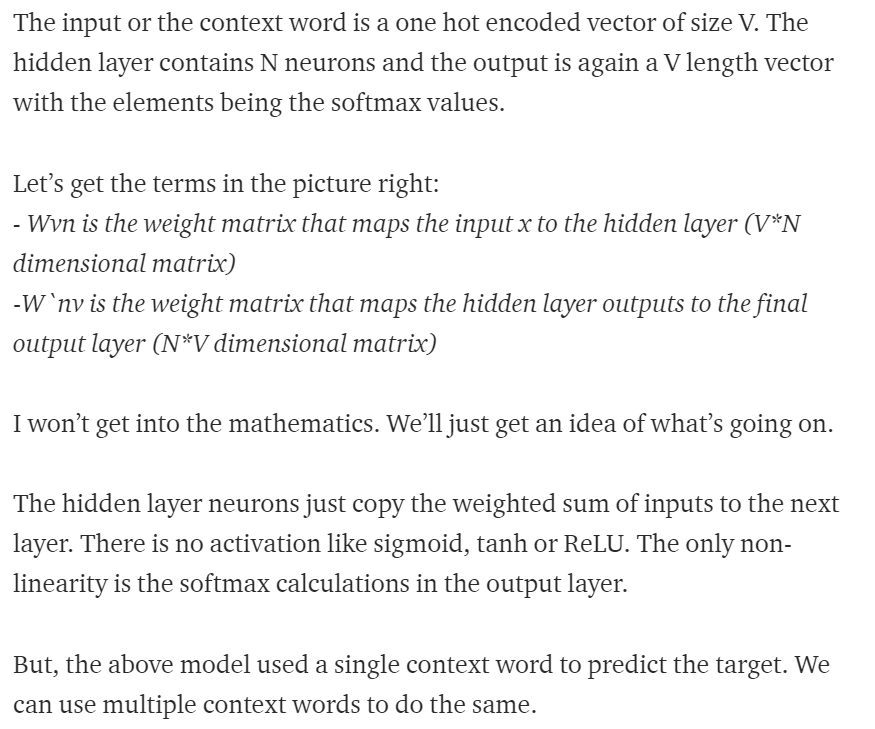 The input or the context word is a one hot encoded vector of size V. The
hidden layer contains N neurons and the output is again a V length vector
with the elements being the softmax values.
Let’s get the terms in the picture right:
- Wvn is the weight matrix that maps the input x to the hidden layer (V*N
dimensional matrix)
-W`nv is the weight matrix that maps the hidden layer outputs to the final
output layer (N*V dimensional matrix)
I won’t get into the mathematics. We’ll just get an idea of what’s going on.
The hidden layer neurons just copy the weighted sum of inputs to the next
layer. There is no activation like sigmoid, tanh or ReLU. The only non-
linearity is the softmax calculations in the output layer.
But, the above model used a single context word to predict the target. We
can use multiple context words to do the same.